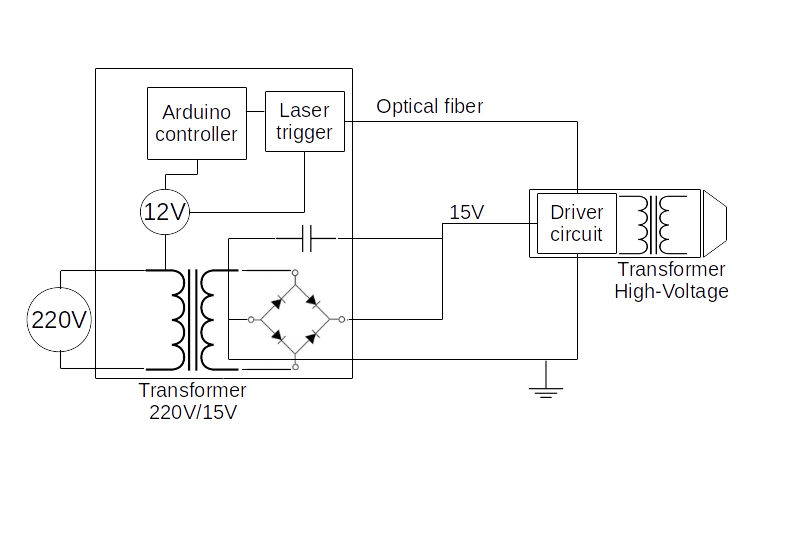 Arduino
controller
Laser
trigger
Optical fiber
12V
15V
Driver
circuit
Transformer
High-Voltage
220V
Transformer
220V/15V